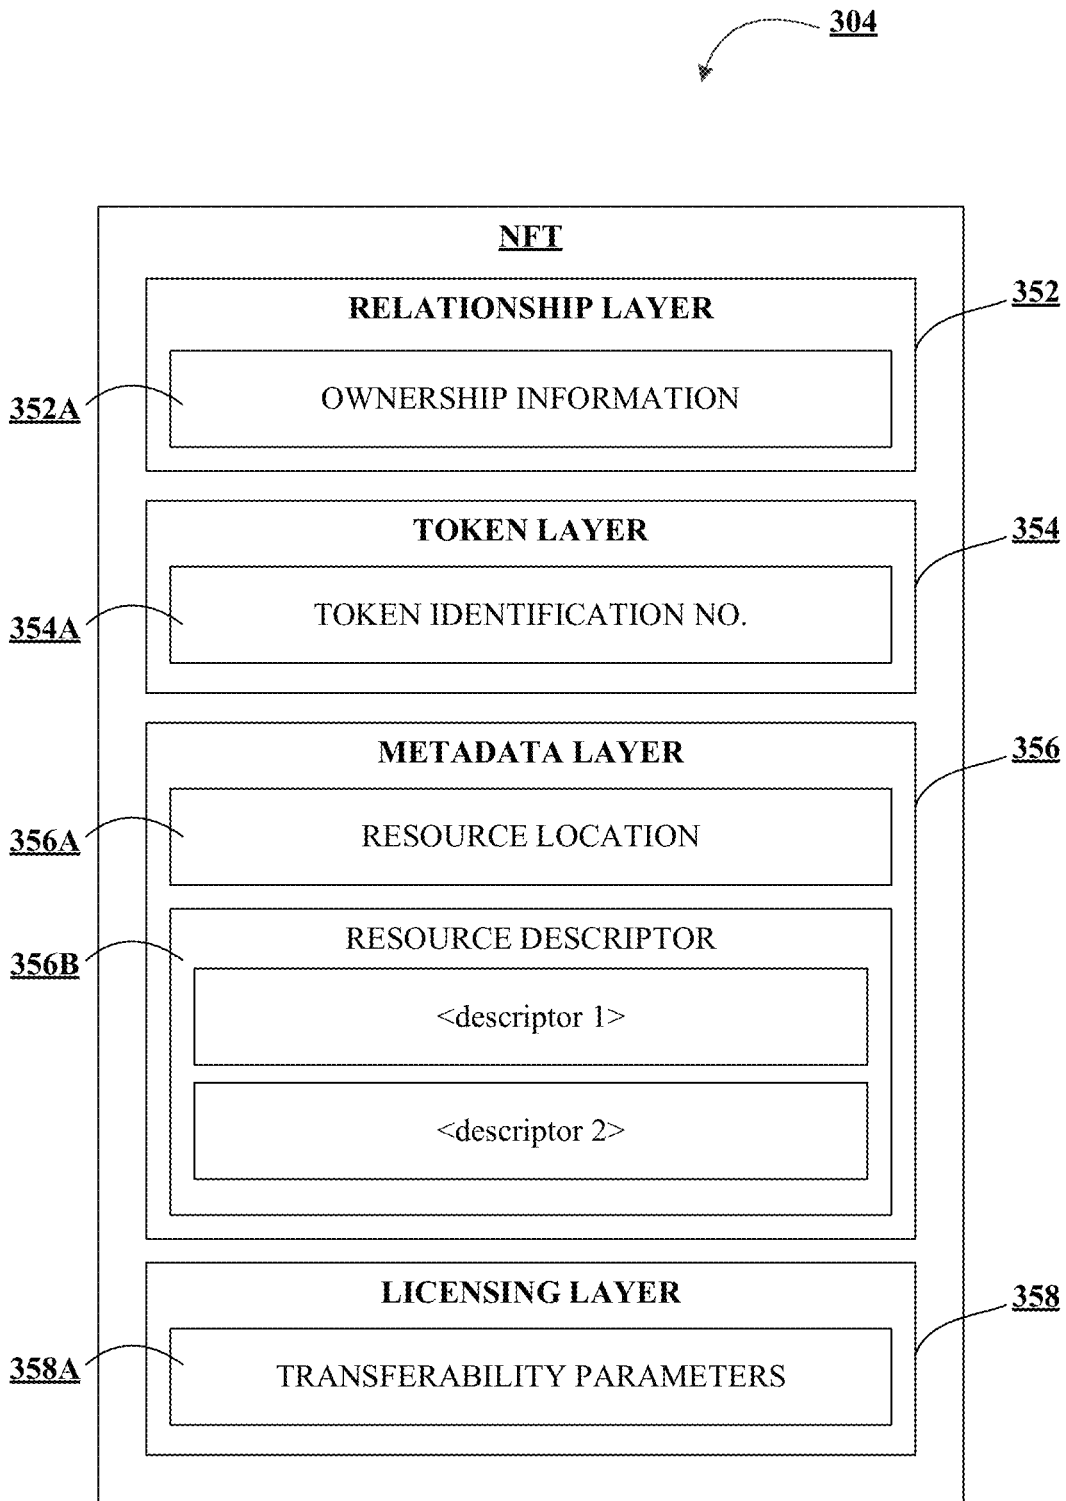 304
NFT
RELATIONSHIP LAYER
352
OWNERSHIP INFORMATION
352A
TOKEN LAYER
354
TOKEN IDENTIFICATION NO.
354A
METADATA LAYER
356
RESOURCE LOCATION
356A
RESOURCE DESCRIPTOR
356B
<descriptor 1>
<descriptor 2>
LICENSING LAYER
358
TRANSFERABILITY PARAMETERS
358A